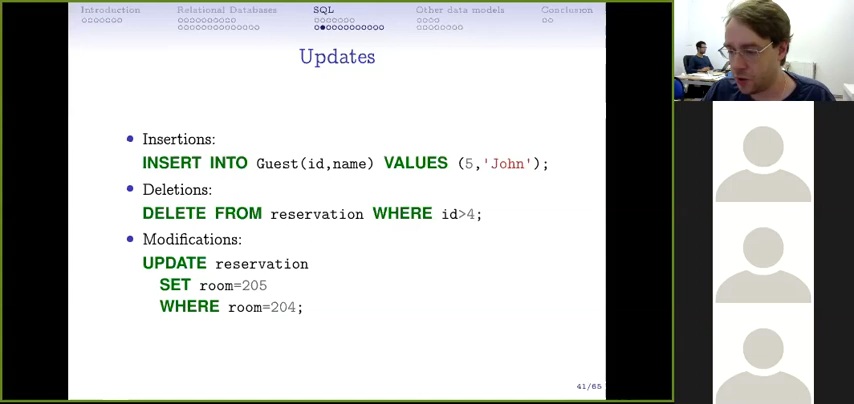 Introduction Relational Databases SQL Other data models Conclusion
Updates
Insertions:
INSERT INTO Guest(id,name) VALUES (5,'John');
Deletions:
DELETE FROM reservation WHERE id>4;
Modifications:
UPDATE reservation
SET room=205
WHERE room=204;
41/65